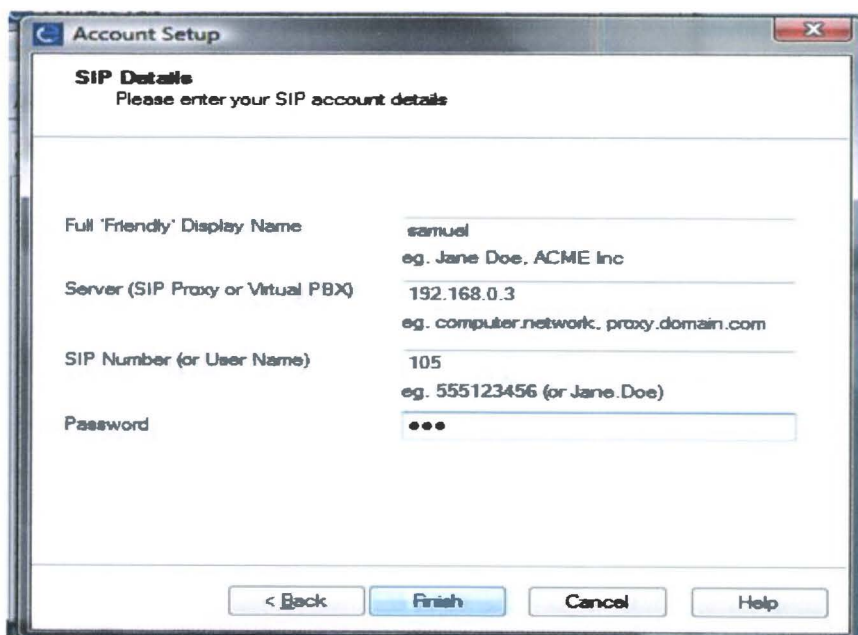 Account Setup
SIP Details
Please enter your SIP account details
Full 'Friendly' Display Name
samuel
eg. Jane Doe, ACME Inc
Server (SIP Proxy or Virtual PBX)
192.168.0.3
eg. computer.network, proxy.domain.com
SIP Number (or User Name)
105
eg. 555123456 (or Jane.Doe)
Password
●●●
< Back
Finish
Cancel
Help